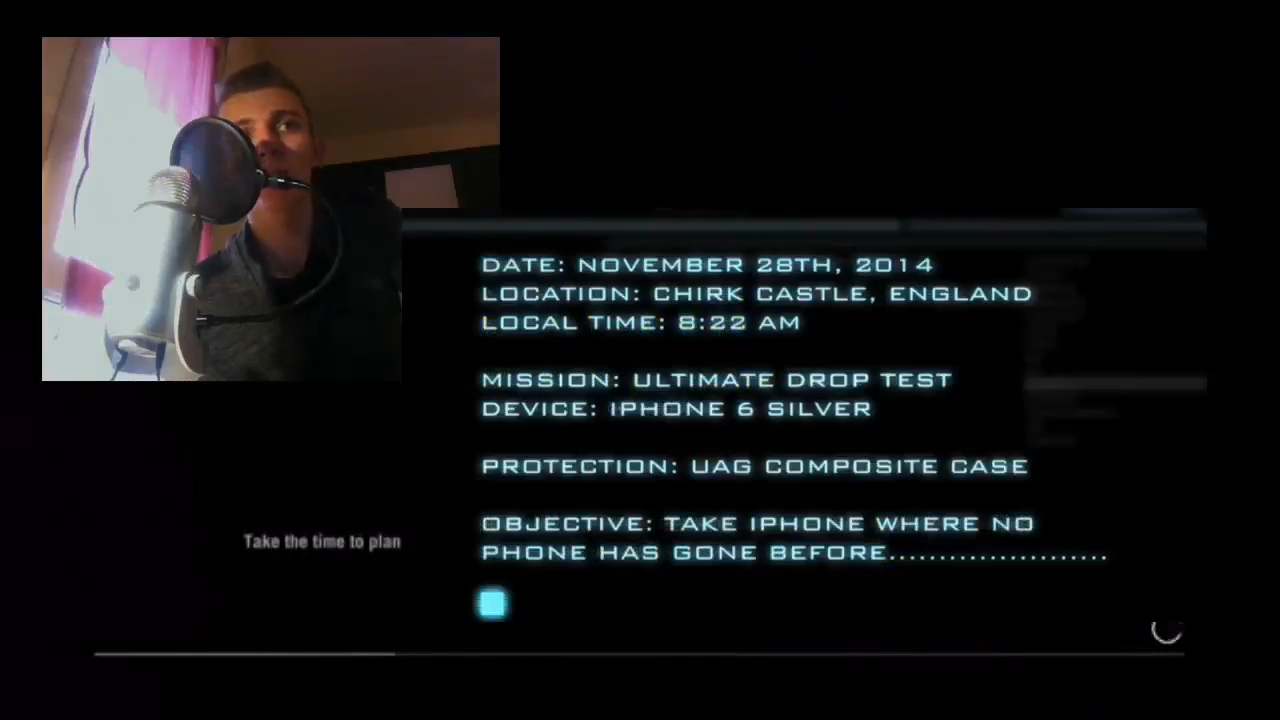 DATE: NOVEMBER 28TH, 2014
LOCATION: CHIRK CASTLE, ENGLAND
LOCAL TIME: 8:22 AM
MISSION: ULTIMATE DROP TEST
DEVICE: IPHONE 6 SILVER
PROTECTION: UAG COMPOSITE CASE
OBJECTIVE: TAKE IPHONE WHERE NO
PHONE HAS GONE BEFORE......................
Take the time to plan